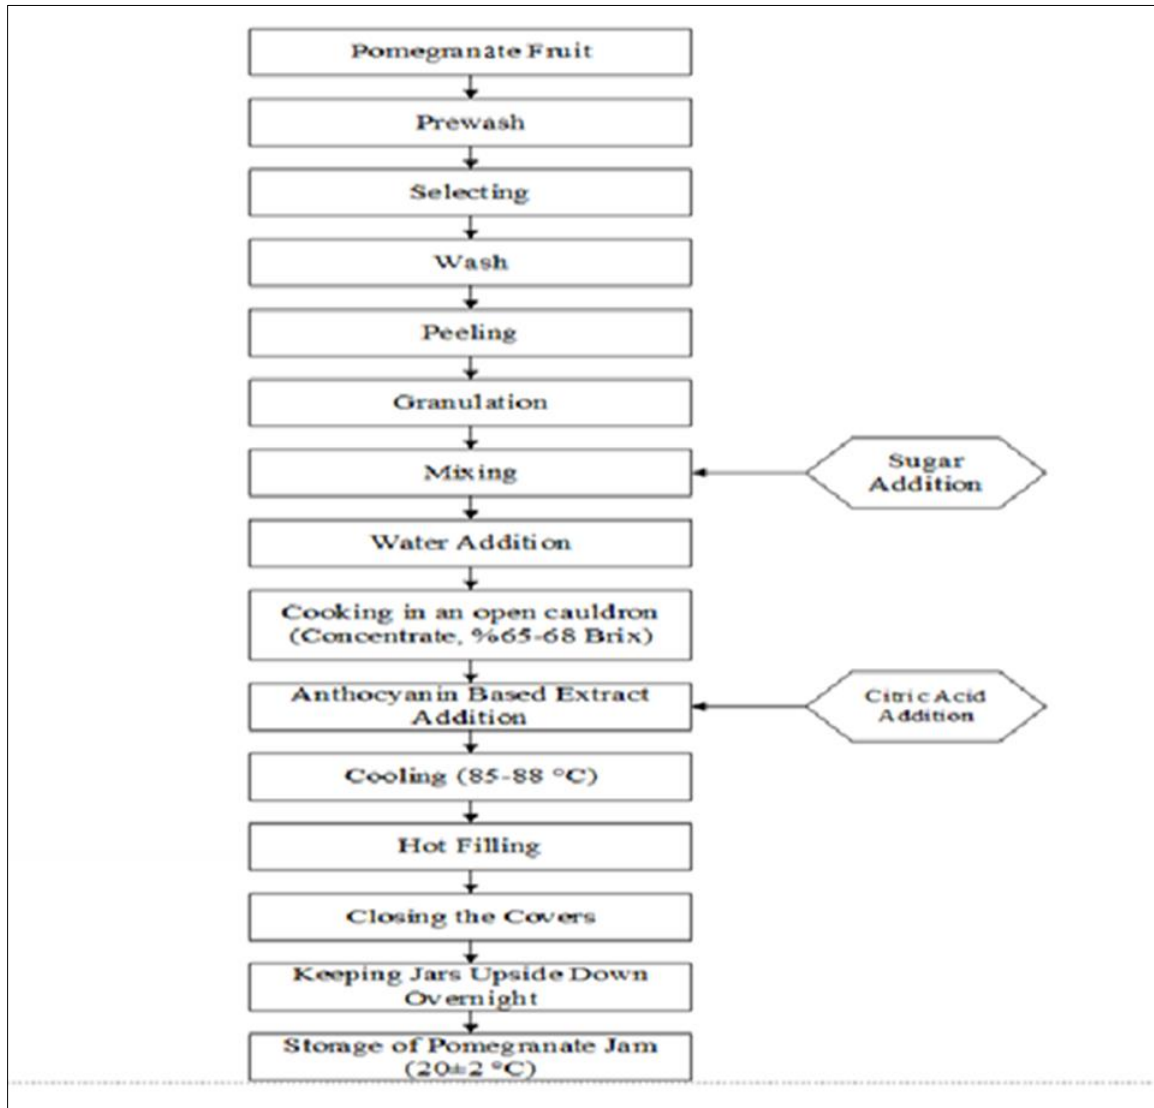 Pomegranate Fruit
Prewash
Selecting
Wash
Peeling
Granulation
Mixing
Sugar
Addition
Water Addition
Cooking in an open cauldron
(Concentrate, %65-68 Brix)
Anthocyanin Based Extract
Addition
Citric Acid
Addition
Cooling (85-88 °C)
Hot Filling
Closing the Covers
Keeping Jars Upside Down
Overnight
Storage of Pomegranate Jam
(20±2 °C)